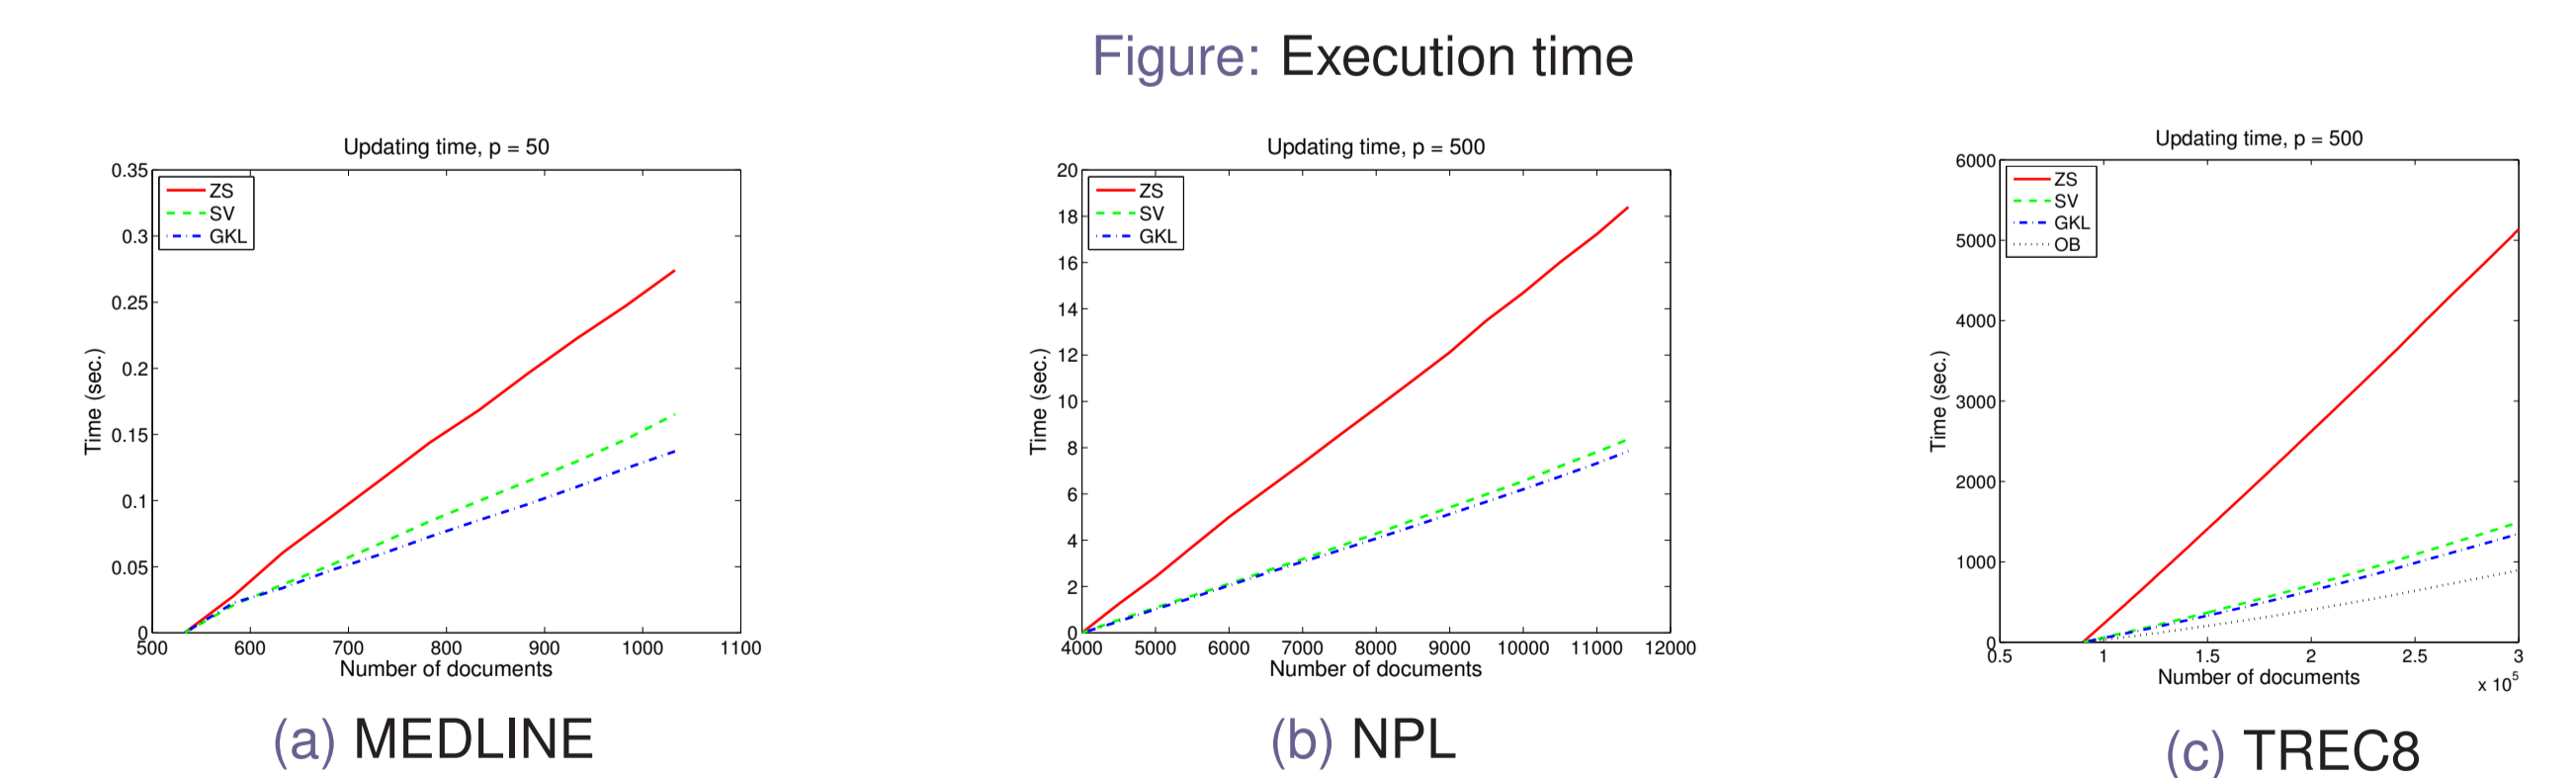 Figure: Execution time
Updating time, p = 50
0.35
0.3
0.25
0.2
0.15
0.1
0.05
0
ZS
SV
GKL
Time (sec.)
500 600 700 800 900 1000 1100
Number of documents
(a) MEDLINE
Updating time, p = 500
20
18
16
14
12
10
8
6
4
2
0
ZS
SV
GKL
Time (sec.)
4000 5000 6000 7000 8000 9000 10000 11000 12000
Number of documents
(b) NPL
Updating time, p = 500
6000
5000
4000
3000
2000
1000
0
ZS
SV
GKL
OB
Time (sec.)
0.5 1 1.5 2 2.5 3
Number of documents
x 10^5
(c) TREC8